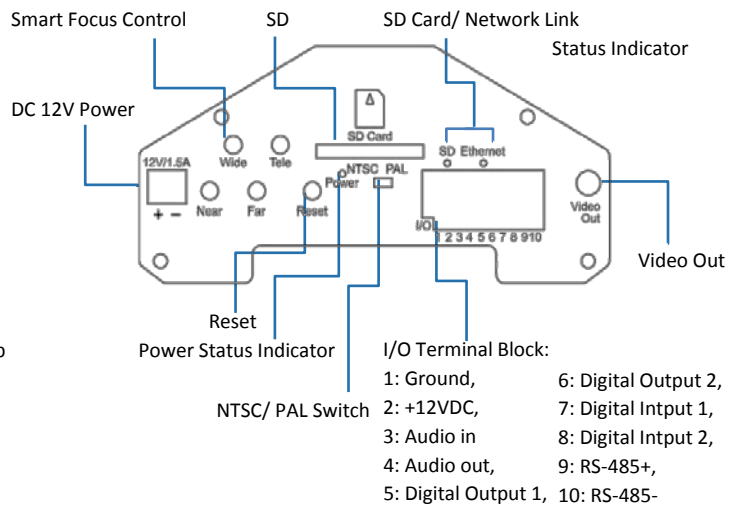 Smart Focus Control
SD
SD Card/ Network Link
Status Indicator
DC 12V Power
SD Card
12V/1.5A
Wide
Tele
SD Ethernet
NTSC PAL
Power
+ -
Near
Far
Reset
I/O
1 2 3 4 5 6 7 8 9 10
Video
Out
Video Out
Reset
Power Status Indicator
NTSC/ PAL Switch
I/O Terminal Block:
1: Ground,
2: +12VDC,
3: Audio in
4: Audio out,
5: Digital Output 1,
6: Digital Output 2,
7: Digital Intput 1,
8: Digital Intput 2,
9: RS-485+,
10: RS-485-